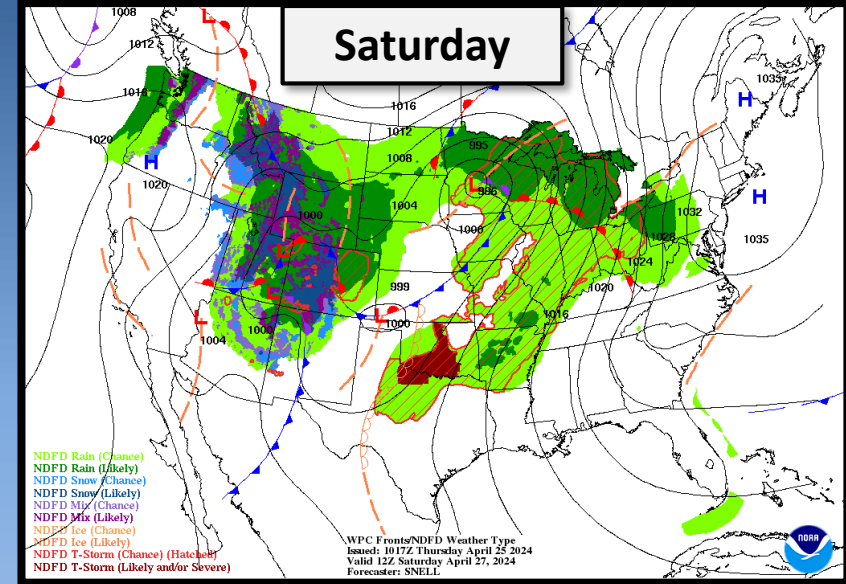 Saturday
1008
L
1012
1016
1016
1020
H
1020
1012
1008
1004
995
L
996
1000
1000
L
L
L
1004
1000
999
L
1000
1016
1020
1024
1028
1032
1035
H
H
1035
NDFD Rain (Chance)
NDFD Rain (Likely)
NDFD Snow (Chance)
NDFD Snow (Likely)
NDFD Mix (Chance)
NDFD Mix (Likely)
NDFD Ice (Chance)
NDFD Ice (Likely)
NDFD T-Storm (Chance) (Hatched)
NDFD T-Storm (Likely and/or Severe)
WPC Fronts/NDFD Weather Type
Issued: 1017Z Thursday April 25 2024
Valid 12Z Saturday April 27, 2024
Forecaster: SNELL
NOAA